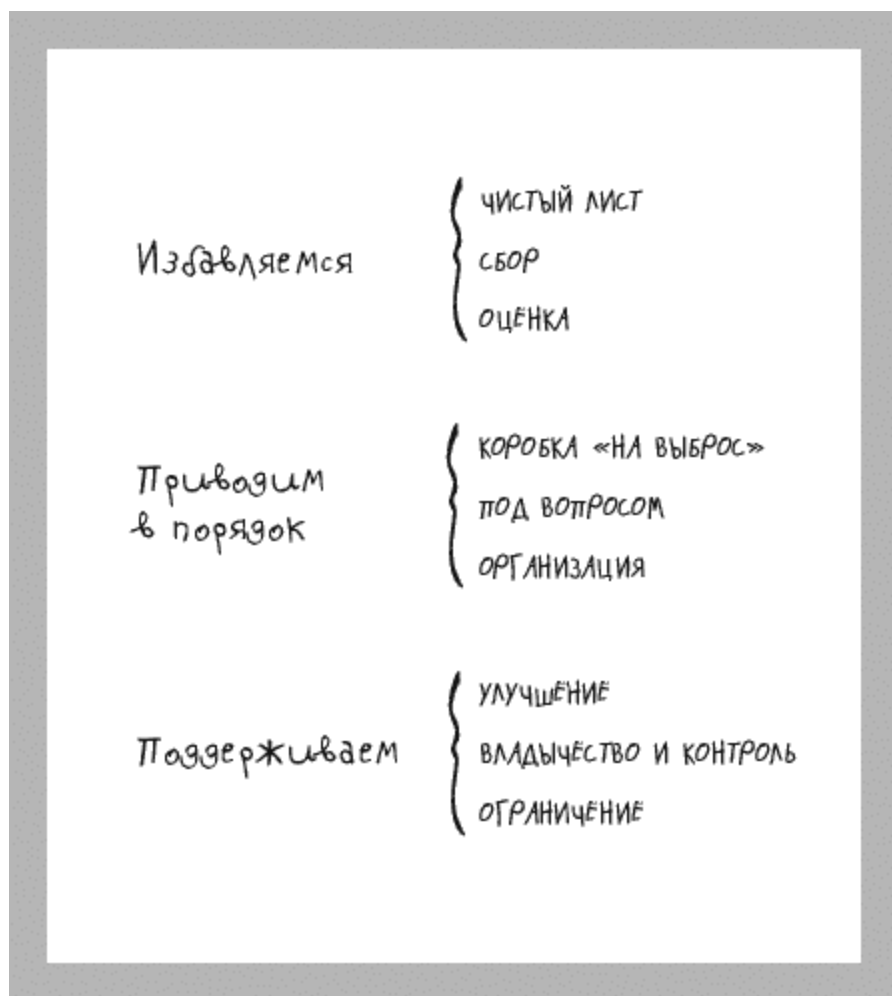 Избавляемся
ЧИСТЫЙ ЛИСТ
СБОР
ОЦЕНКА
Приводим
в порядок
КОРОБКА «НА ВЫБРОС»
ПОД ВОПРОСОМ
ОРГАНИЗАЦИЯ
Поддерживаем
УЛУЧШЕНИЕ
ВЛАДЫЧЕСТВО И КОНТРОЛЬ
ОГРАНИЧЕНИЕ